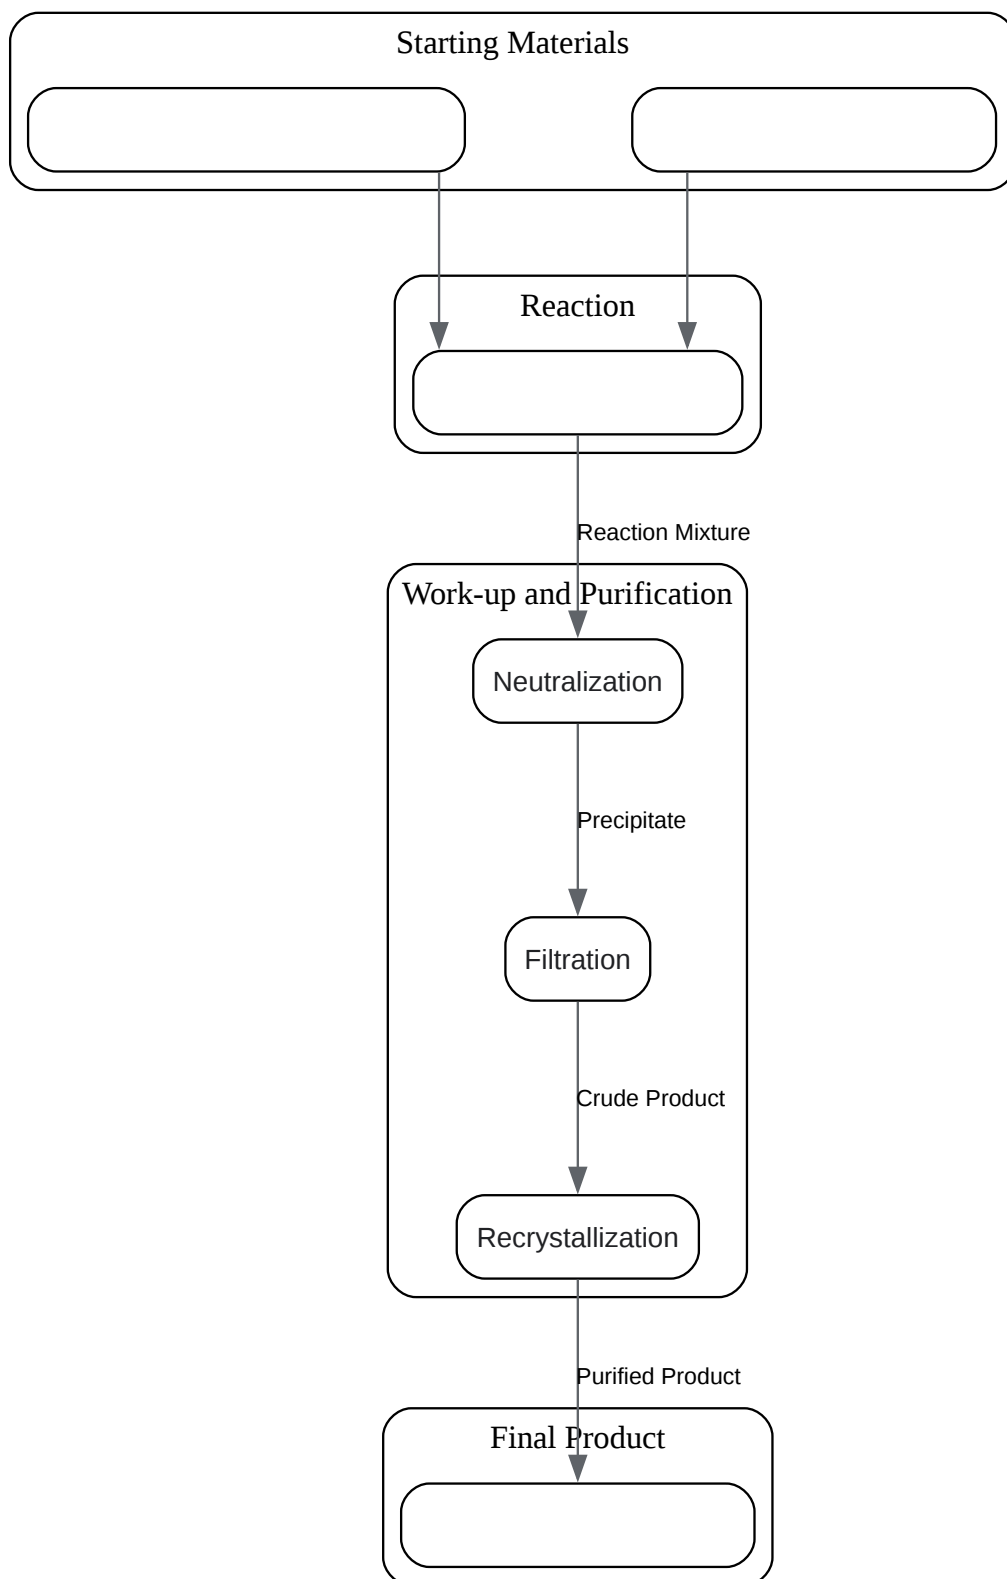 Starting Materials
Reaction
Reaction Mixture
Work-up and Purification
Neutralization
Precipitate
Filtration
Crude Product
Recrystallization
Purified Product
Final Product